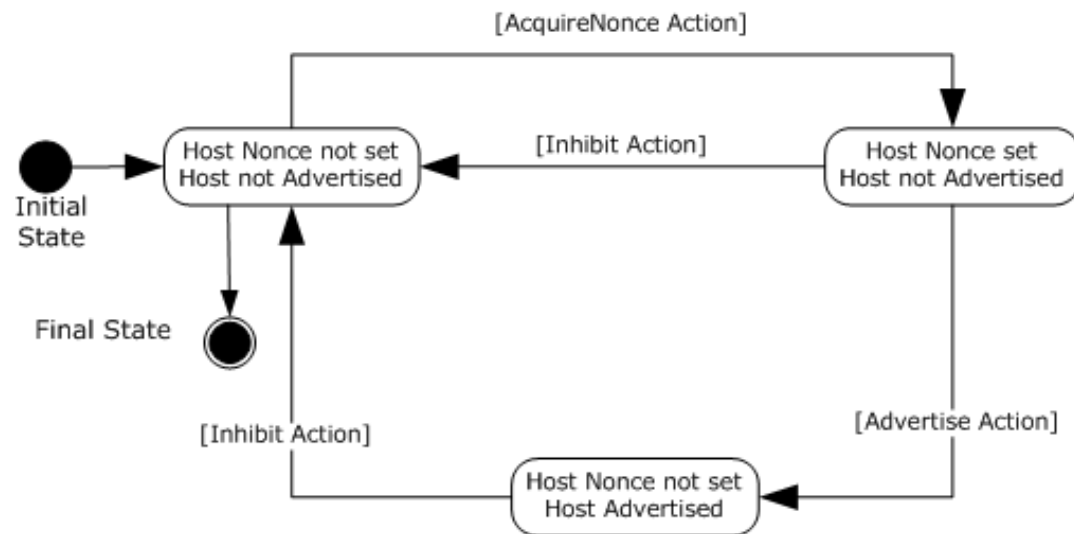 [AcquireNonce Action]
Host Nonce not set
Host not Advertised
[Inhibit Action]
Host Nonce set
Host not Advertised
Initial
State
Final State
[Inhibit Action]
[Advertise Action]
Host Nonce not set
Host Advertised